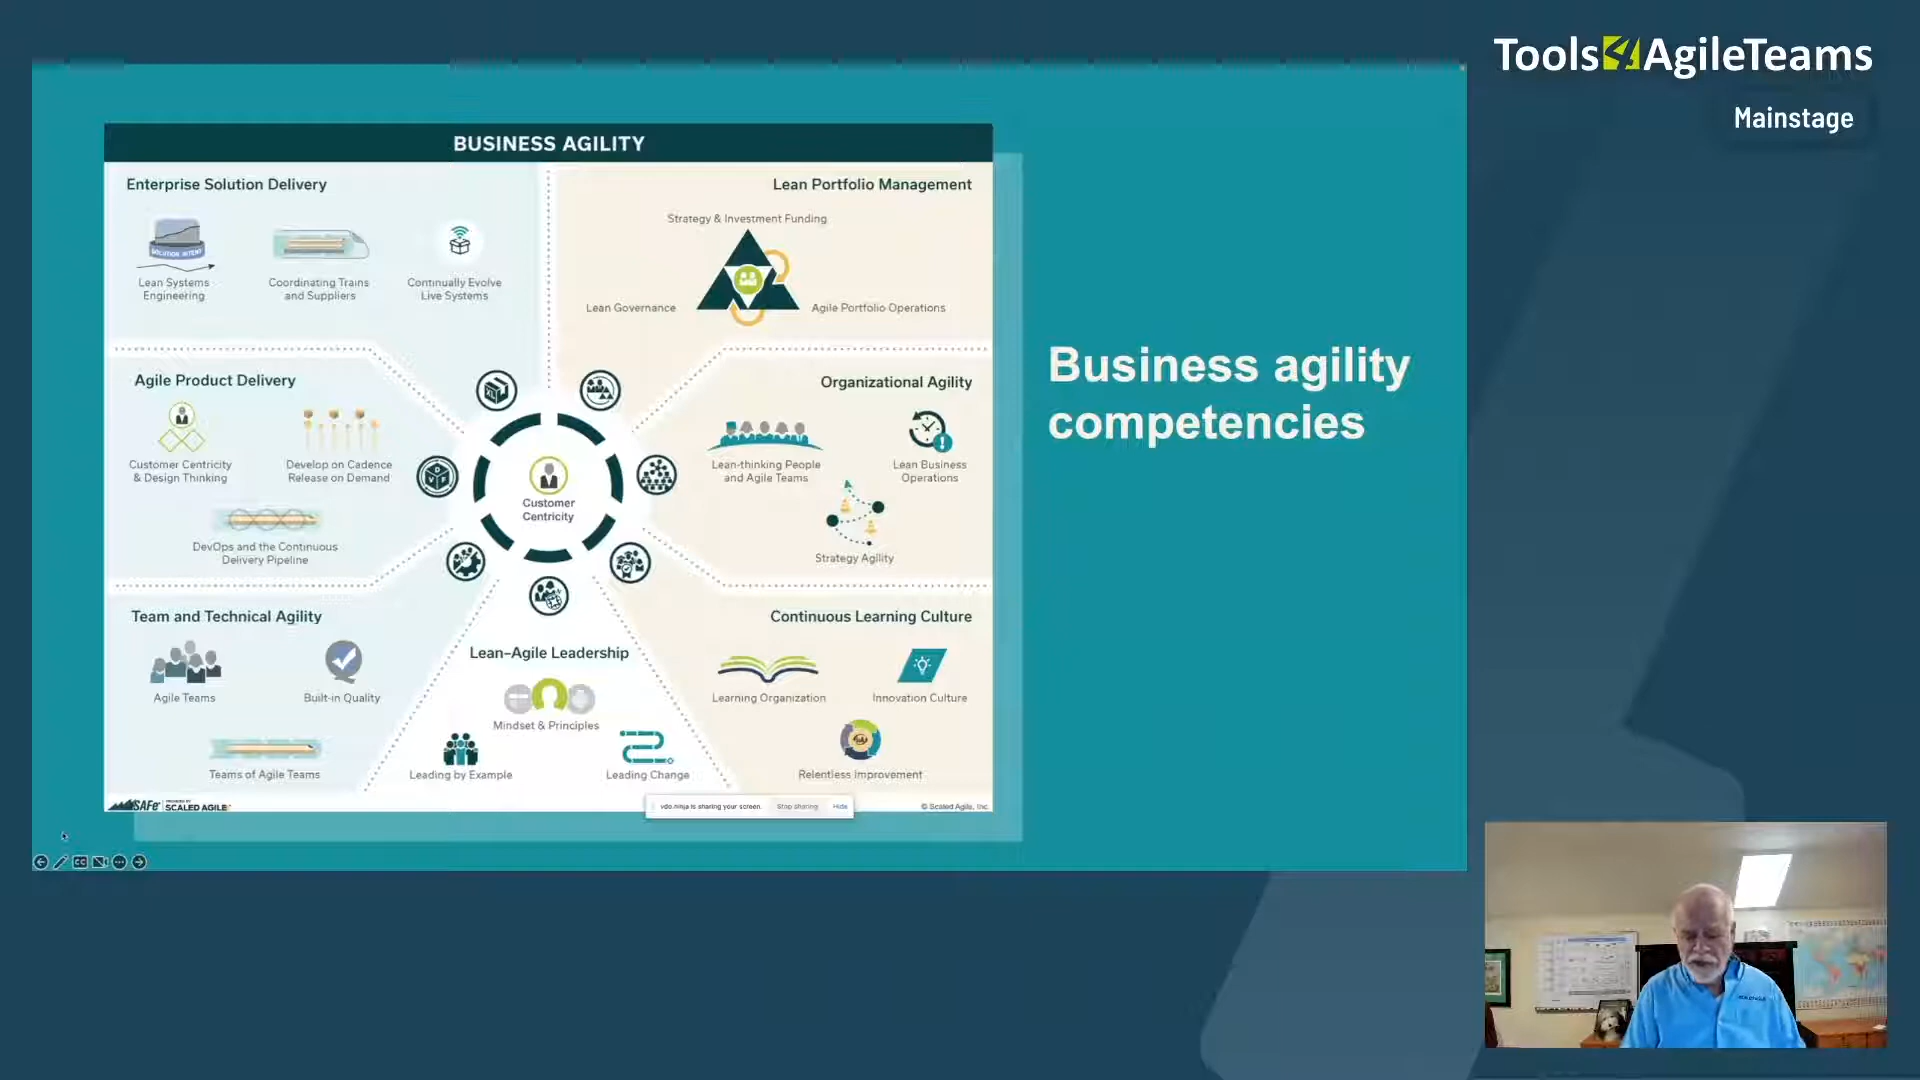 Tools4AgileTeams
Mainstage
BUSINESS AGILITY
Enterprise Solution Delivery
SOLUTION INTENT
Lean Systems
Engineering
Coordinating Trains
and Suppliers
Continually Evolve
Live Systems
Lean Portfolio Management
Strategy & Investment Funding
Lean Governance
Agile Portfolio Operations
Agile Product Delivery
Customer Centricity
& Design Thinking
Develop on Cadence
Release on Demand
DevOps and the Continuous
Delivery Pipeline
Organizational Agility
Lean-thinking People
and Agile Teams
Lean Business
Operations
Strategy Agility
D
V F
Customer
Centricity
Team and Technical Agility
Agile Teams
Built-in Quality
Teams of Agile Teams
Lean-Agile Leadership
Mindset & Principles
Leading by Example
Leading Change
Continuous Learning Culture
Learning Organization
Innovation Culture
Relentless Improvement
SAFe PROVIDED BY SCALED AGILE
vdo.ninja is sharing your screen. Stop sharing Hide
© Scaled Agile, Inc.
Business agility
competencies
CC